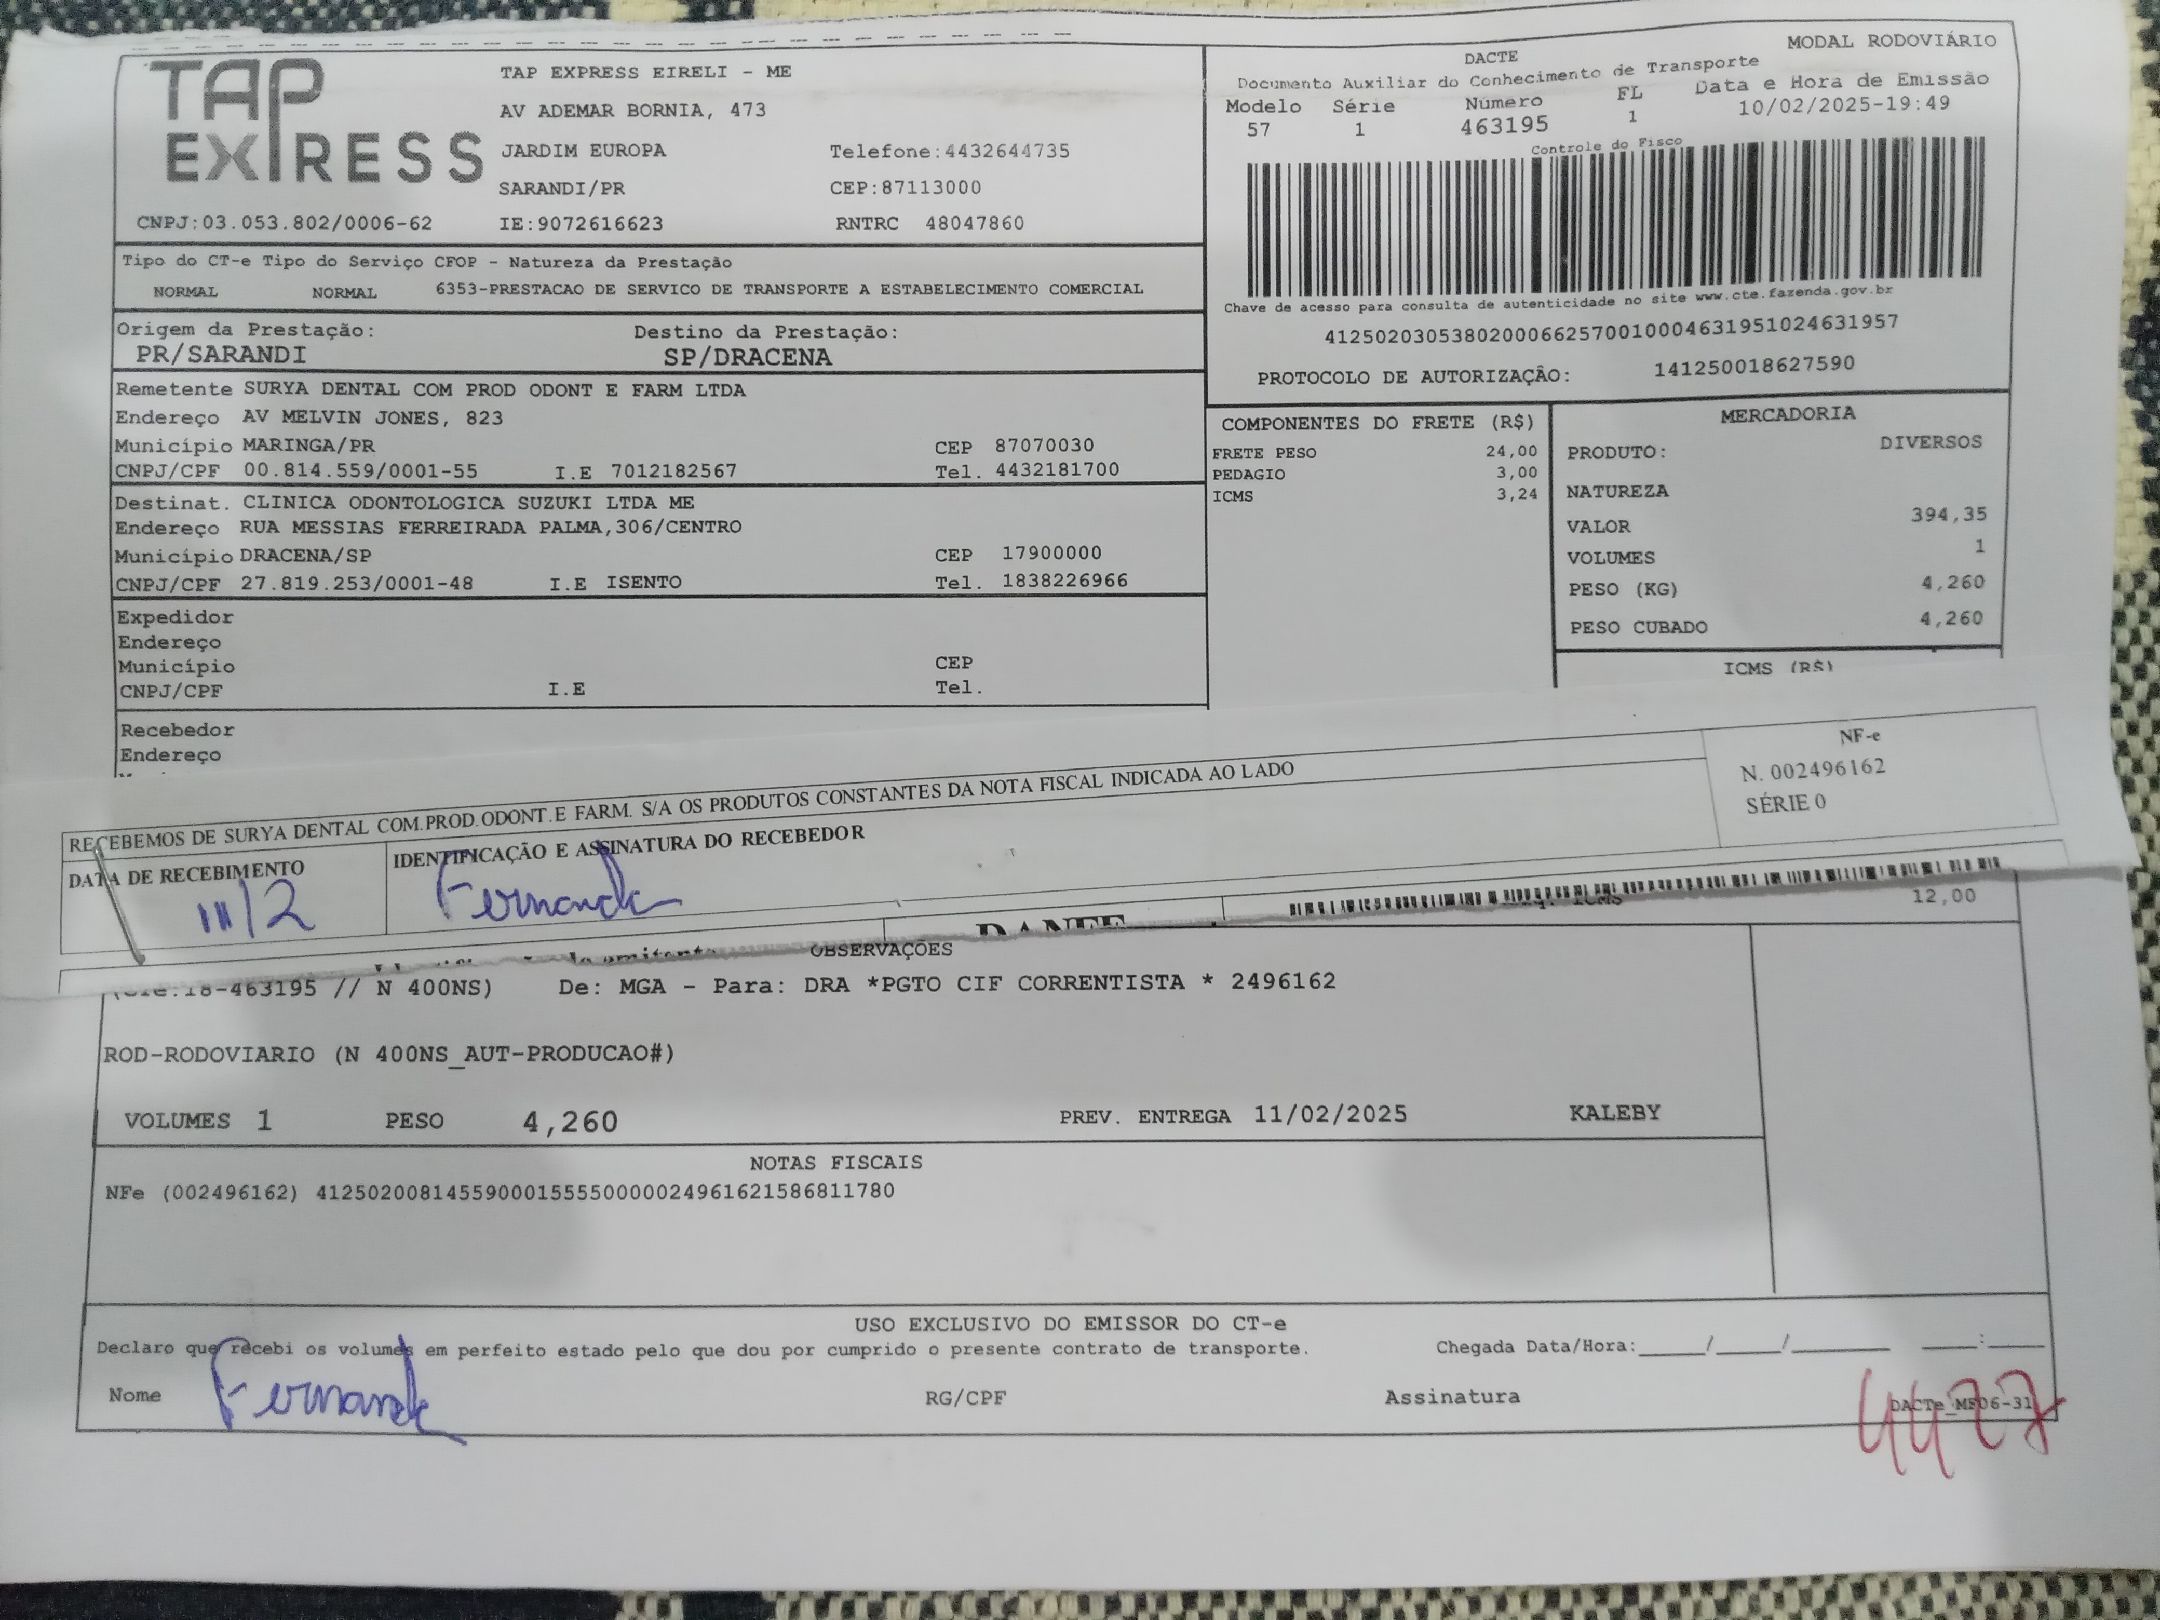 TAP EXPRESS
TAP EXPRESS EIRELI - ME
AV ADEMAR BORNIA, 473
JARDIM EUROPA Telefone:4432644735
SARANDI/PR CEP:87113000
CNPJ:03.053.802/0006-62 IE:9072616623 RNTRC 48047860
MODAL RODOVIÁRIO
DACTE
Documento Auxiliar do Conhecimento de Transporte
Modelo Série Número FL Data e Hora de Emissão
57 1 463195 1 10/02/2025-19:49
Controle do Fisco
Chave de acesso para consulta de autenticidade no site www.cte.fazenda.gov.br
41250203053802000662570010004631951024631957
PROTOCOLO DE AUTORIZAÇÃO: 141250018627590
Tipo do CT-e Tipo do Serviço CFOP - Natureza da Prestação
NORMAL NORMAL 6353-PRESTACAO DE SERVICO DE TRANSPORTE A ESTABELECIMENTO COMERCIAL
Origem da Prestação: Destino da Prestação:
PR/SARANDI SP/DRACENA
Remetente SURYA DENTAL COM PROD ODONT E FARM LTDA
Endereço AV MELVIN JONES, 823
Município MARINGA/PR CEP 87070030
CNPJ/CPF 00.814.559/0001-55 I.E 7012182567 Tel. 4432181700
Destinat. CLINICA ODONTOLOGICA SUZUKI LTDA ME
Endereço RUA MESSIAS FERREIRADA PALMA,306/CENTRO
Município DRACENA/SP CEP 17900000
CNPJ/CPF 27.819.253/0001-48 I.E ISENTO Tel. 1838226966
Expedidor
Endereço
Município CEP
CNPJ/CPF I.E Tel.
Recebedor
Endereço
COMPONENTES DO FRETE (R$)
FRETE PESO 24,00
PEDAGIO 3,00
ICMS 3,24
MERCADORIA
PRODUTO: DIVERSOS
NATUREZA
VALOR 394,35
VOLUMES 1
PESO (KG) 4,260
PESO CUBADO 4,260
ICMS (R$)
RECEBEMOS DE SURYA DENTAL COM.PROD.ODONT.E FARM. S/A OS PRODUTOS CONSTANTES DA NOTA FISCAL INDICADA AO LADO
NF-e
N. 002496162
SÉRIE 0
DATA DE RECEBIMENTO IDENTIFICAÇÃO E ASSINATURA DO RECEBEDOR
11/2 Fernanda
DANFE
ICMS 12,00
OBSERVAÇÕES
(Cte:18-463195 // N 400NS) De: MGA - Para: DRA *PGTO CIF CORRENTISTA * 2496162
ROD-RODOVIARIO (N 400NS_AUT-PRODUCAO#)
VOLUMES 1 PESO 4,260 PREV. ENTREGA 11/02/2025 KALEBY
NOTAS FISCAIS
NFe (002496162) 41250200814559000155550000024961621586811780
USO EXCLUSIVO DO EMISSOR DO CT-e
Declaro que recebi os volumes em perfeito estado pelo que dou por cumprido o presente contrato de transporte. Chegada Data/Hora:____/____/______ ____:____
Nome Fernanda RG/CPF Assinatura DACTe_MF06-31
4477